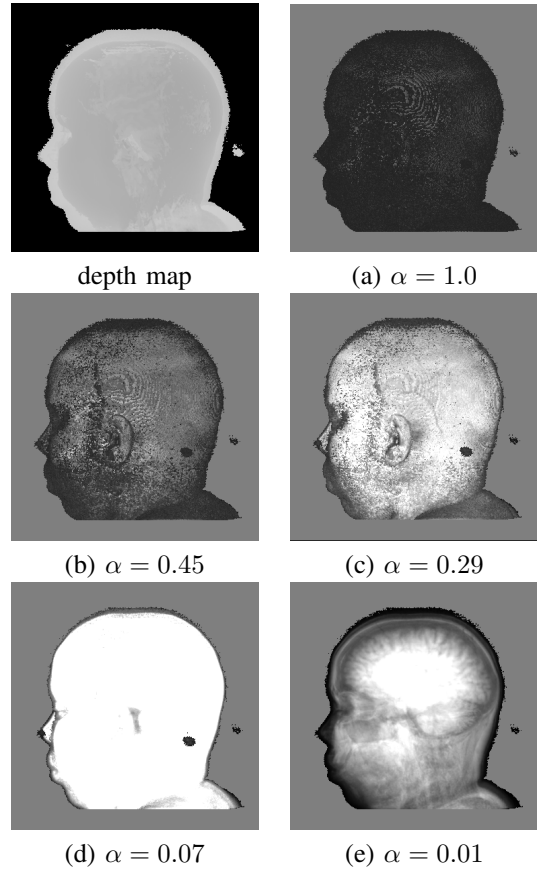 depth map
(a) α = 1.0
(b) α = 0.45
(c) α = 0.29
(d) α = 0.07
(e) α = 0.01